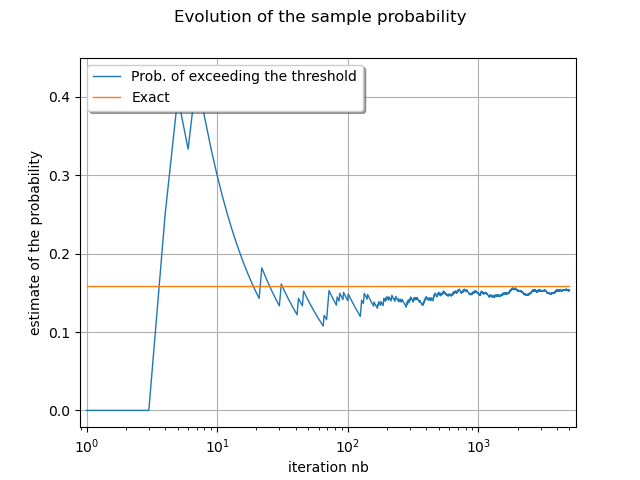 Evolution of the sample probability
Prob. of exceeding the threshold
Exact
estimate of the probability
0.4
0.3
0.2
0.1
0.0
10^0
10^1
10^2
10^3
iteration nb